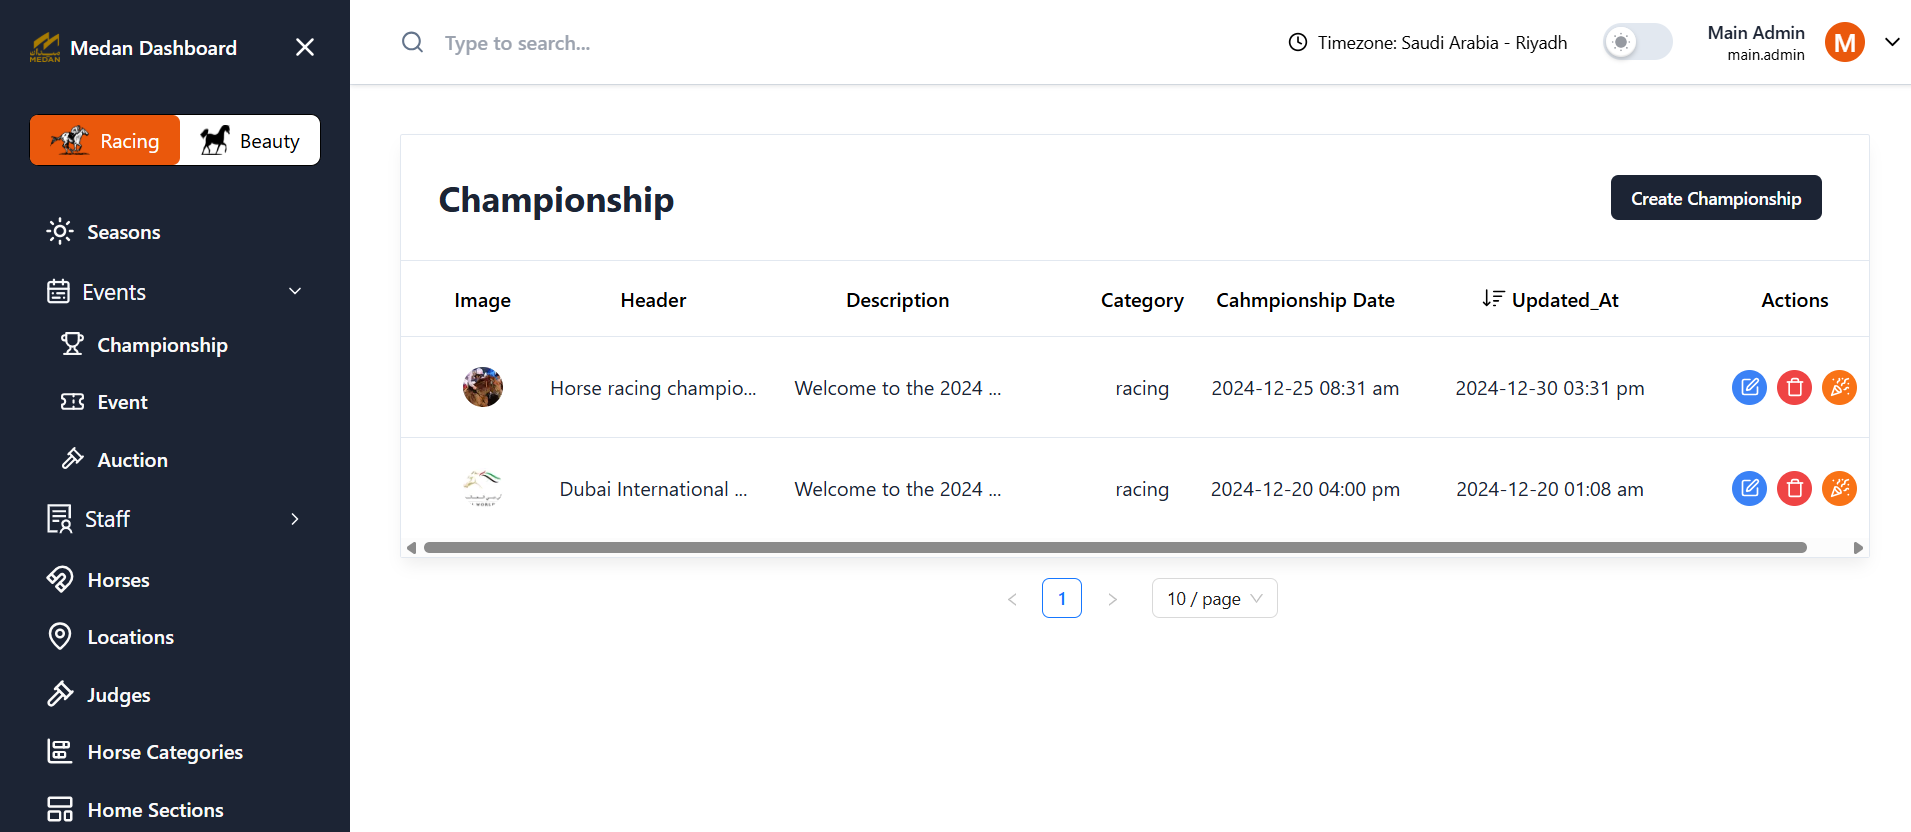 MEDAN
Medan Dashboard
Type to search...
Timezone: Saudi Arabia - Riyadh
Main Admin
main.admin
M
Racing
Beauty
Seasons
Events
Championship
Event
Auction
Staff
Horses
Locations
Judges
Horse Categories
Home Sections
Championship
Create Championship
Image Header Description Category Cahmpionship Date Updated_At Actions
Horse racing champio... Welcome to the 2024 ... racing 2024-12-25 08:31 am 2024-12-30 03:31 pm
Dubai International ... Welcome to the 2024 ... racing 2024-12-20 04:00 pm 2024-12-20 01:08 am
< 1 > 10 / page